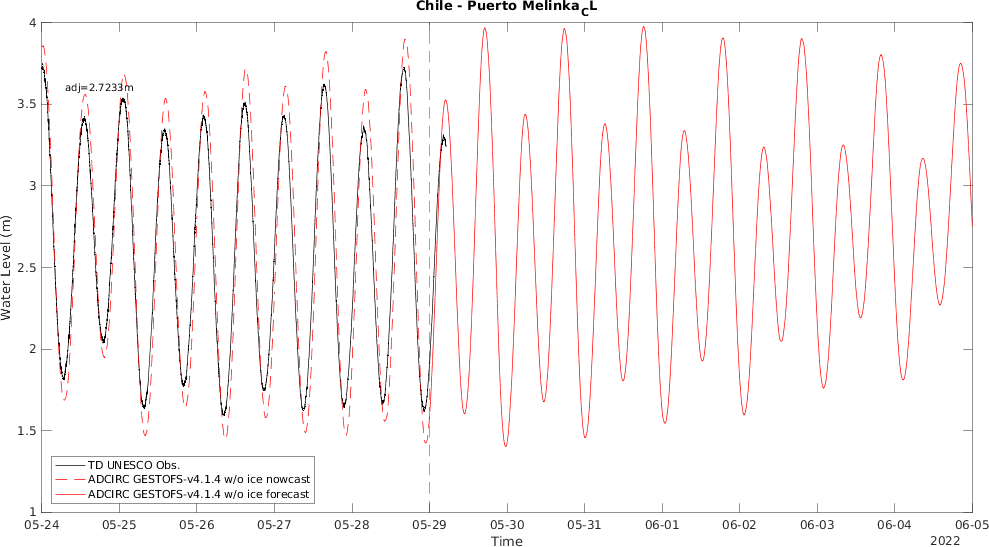 Chile - Puerto Melinka_CL
4
3.5
3
2.5
2
1.5
1
Water Level (m)
adj=2.7233m
TD UNESCO Obs.
ADCIRC GESTOFS-v4.1.4 w/o ice nowcast
ADCIRC GESTOFS-v4.1.4 w/o ice forecast
05-24 05-25 05-26 05-27 05-28 05-29 05-30 05-31 06-01 06-02 06-03 06-04 06-05
Time
2022